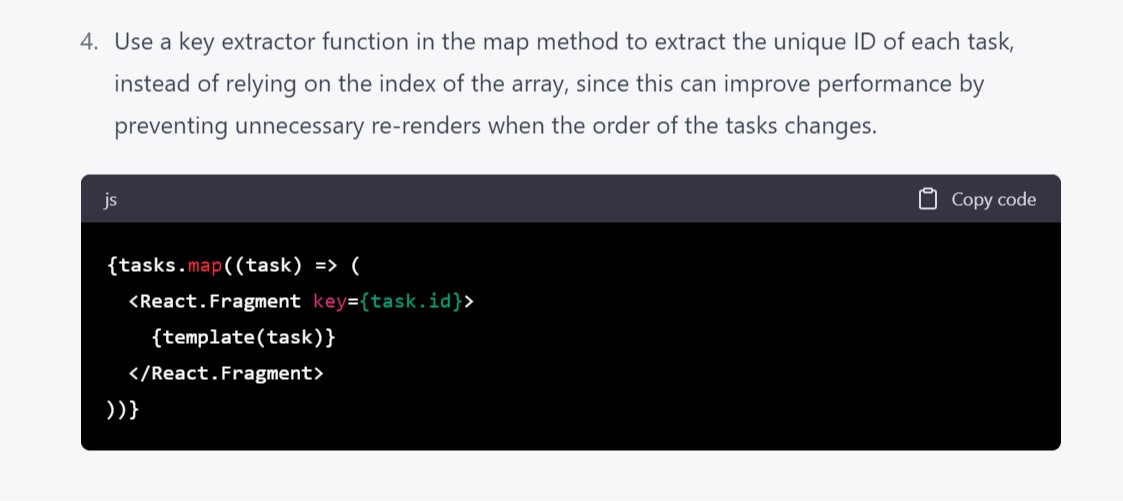 4. Use a key extractor function in the map method to extract the unique ID of each task,
instead of relying on the index of the array, since this can improve performance by
preventing unnecessary re-renders when the order of the tasks changes.
js
Copy code
{tasks.map((task) => (
  <React.Fragment key={task.id}>
    {template(task)}
  </React.Fragment>
))}